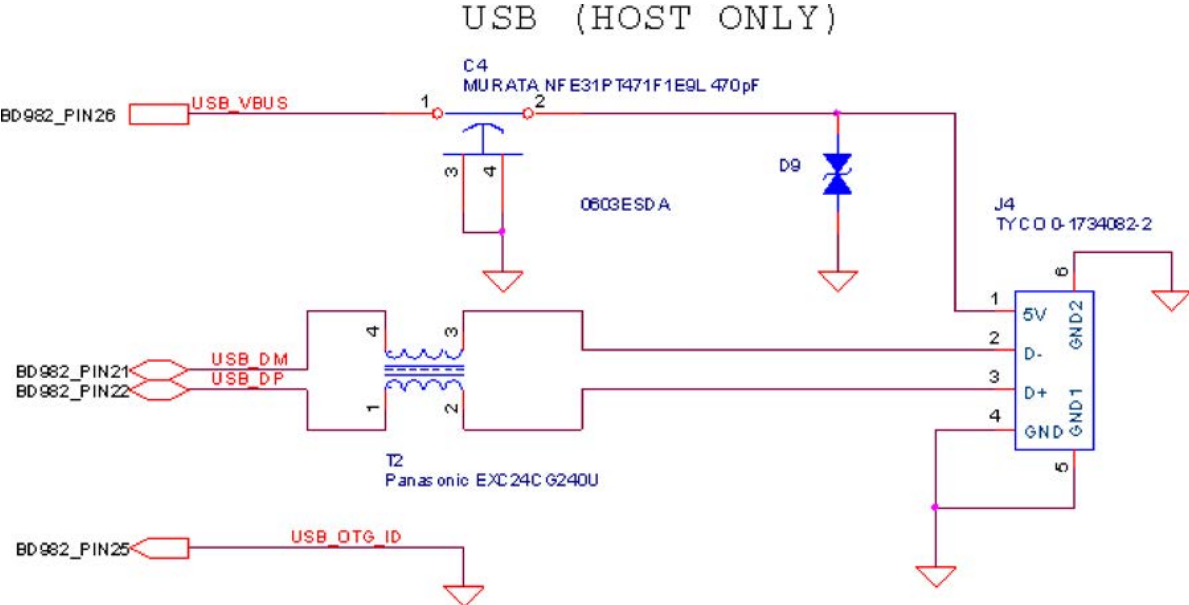 USB (HOST ONLY)
C4
MURATA NFE31PT471F1E9L 470pF
BD982_PIN26
USB_VBUS
1
2
3
4
D9
0603ESDA
J4
TYCO 0-1734082-2
6
1
5V
GND2
2
D-
3
D+
4
GND
GND1
5
BD982_PIN21
USB_DM
BD982_PIN22
USB_DP
4
3
1
2
T2
Panasonic EXC24CG240U
BD982_PIN25
USB_OTG_ID